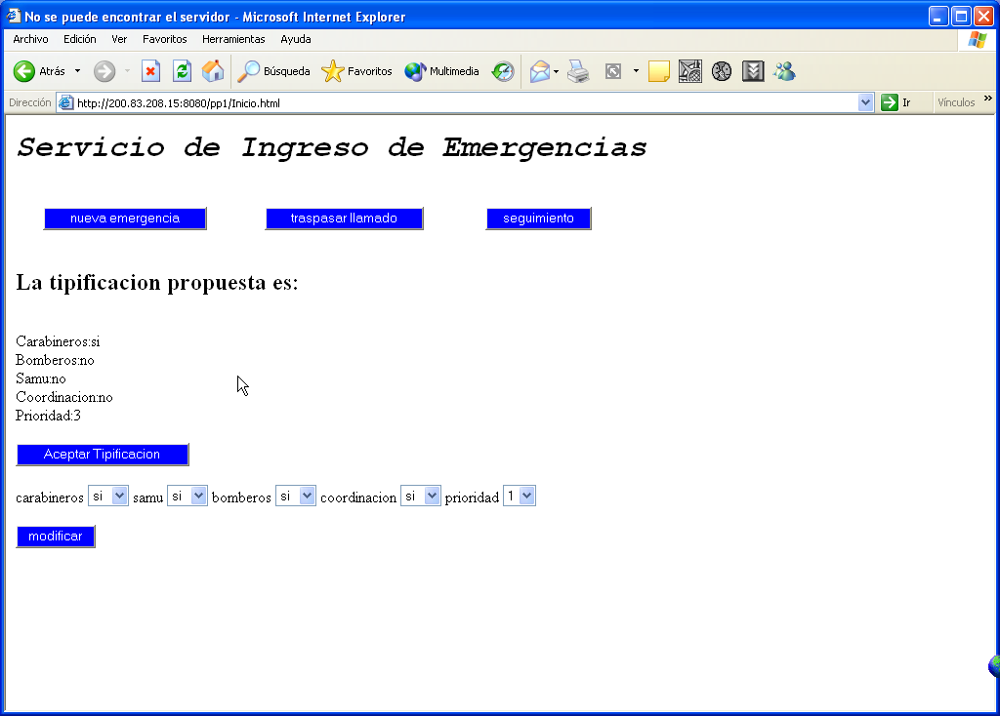 No se puede encontrar el servidor - Microsoft Internet Explorer
Archivo Edición Ver Favoritos Herramientas Ayuda
Atrás Búsqueda Favoritos Multimedia
Dirección http://200.83.208.15:8080/pp1/Inicio.html Ir Vínculos »
Servicio de Ingreso de Emergencias
nueva emergencia traspasar llamado seguimiento
La tipificacion propuesta es:
Carabineros:si
Bomberos:no
Samu:no
Coordinacion:no
Prioridad:3
Aceptar Tipificacion
carabineros si samu si bomberos si coordinacion si prioridad 1
modificar